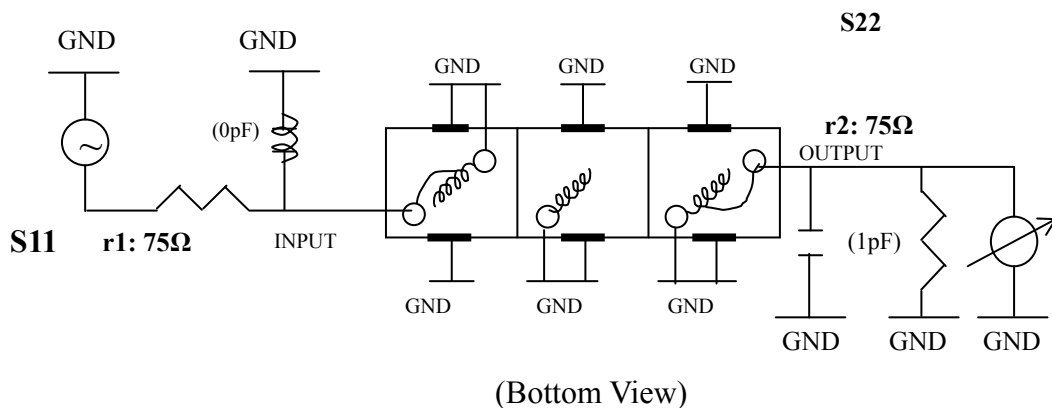 S22
GND
GND
GND
GND
GND
(0pF)
r2: 75Ω
OUTPUT
S11
r1: 75Ω
INPUT
(1pF)
GND
GND
GND
GND
GND
GND
(Bottom View)